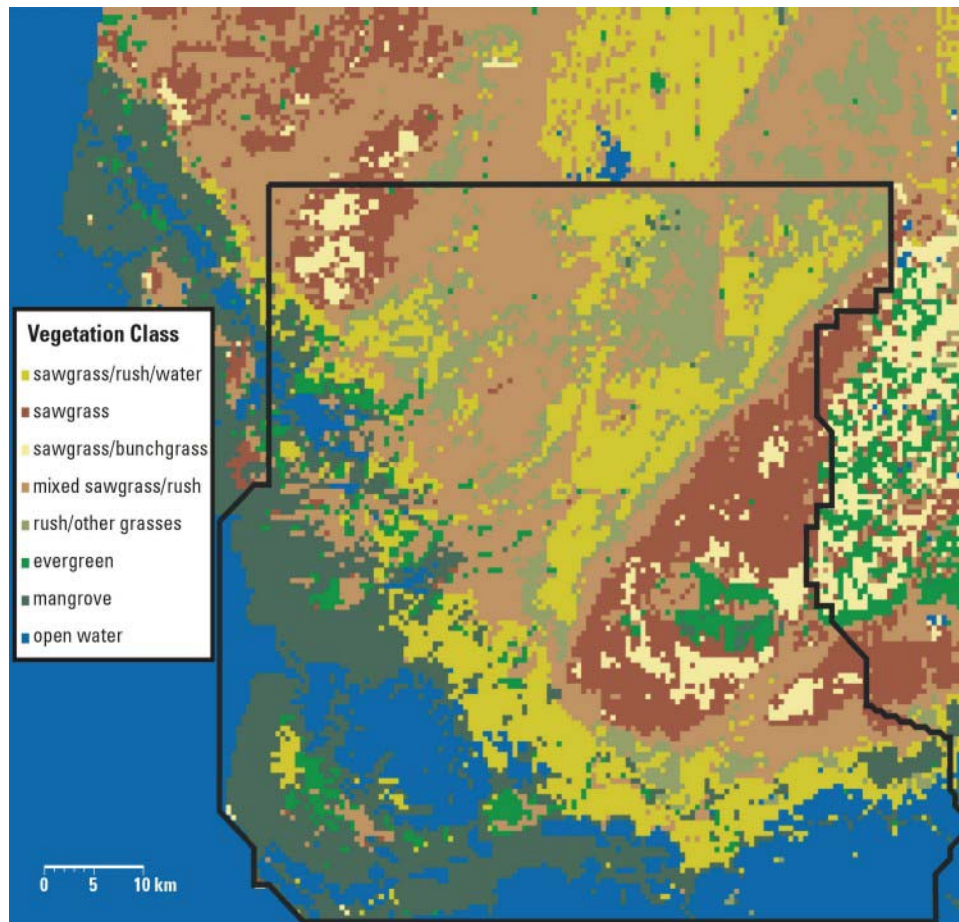 Vegetation Class
sawgrass/rush/water
sawgrass
sawgrass/bunchgrass
mixed sawgrass/rush
rush/other grasses
evergreen
mangrove
open water
0 5 10 km